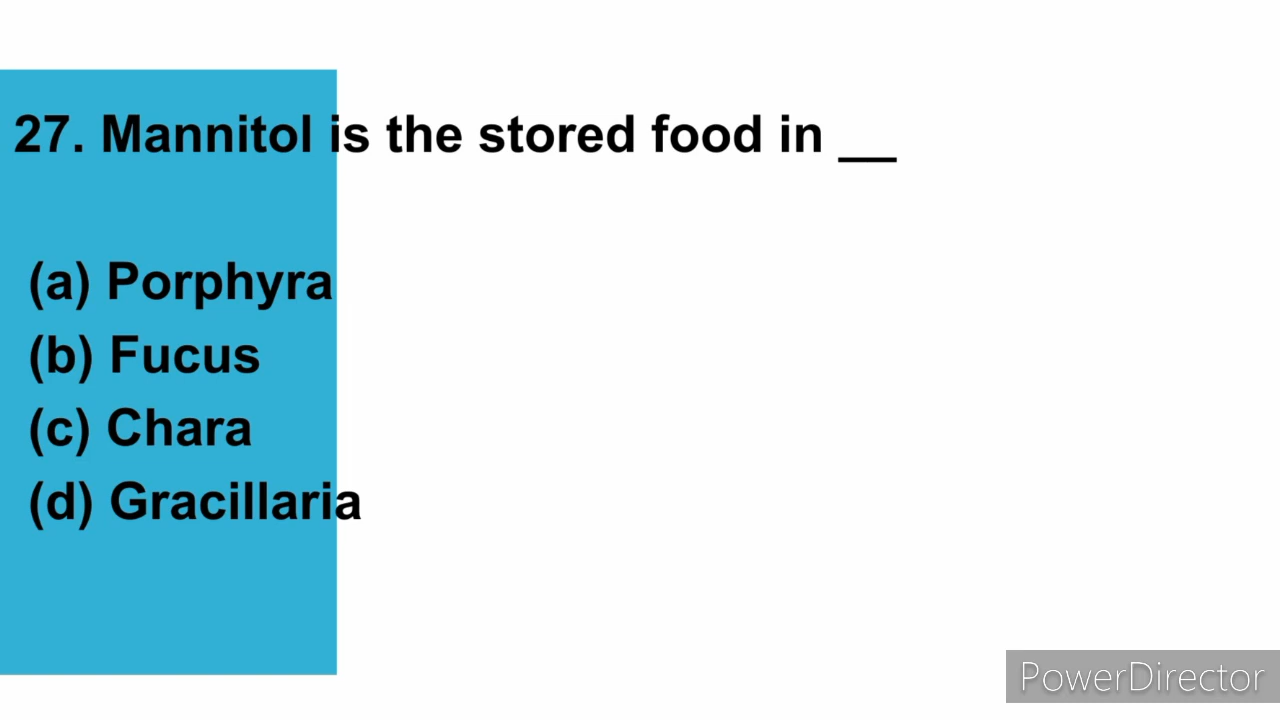 27. Mannitol is the stored food in __
(a) Porphyra
(b) Fucus
(c) Chara
(d) Gracillaria
PowerDirector